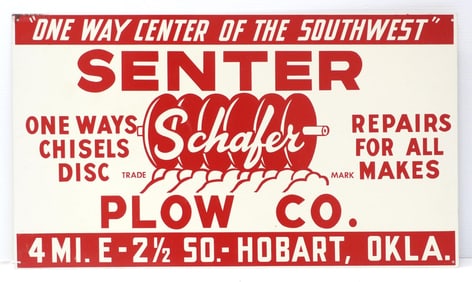 "ONE WAY CENTER OF THE SOUTHWEST"
SENTER
ONE WAYS
CHISELS
DISC
Schafer
TRADE MARK
REPAIRS
FOR ALL
MAKES
PLOW CO.
4 MI. E - 2½ SO. - HOBART, OKLA.